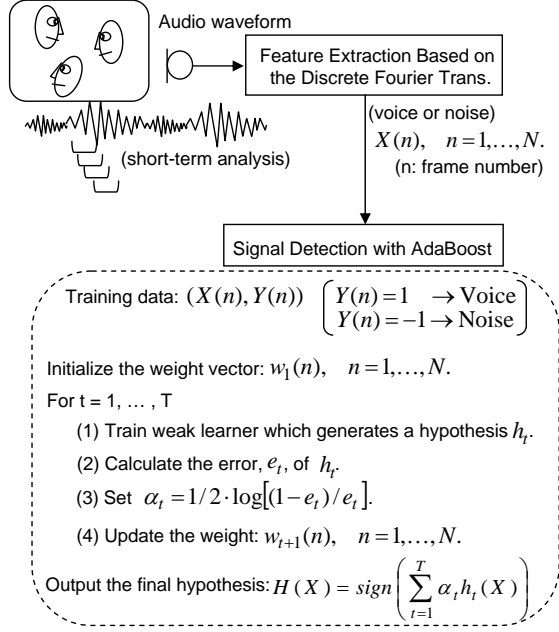 Audio waveform
Feature Extraction Based on
the Discrete Fourier Trans.
(voice or noise)
X(n), n=1,…,N.
(n: frame number)
(short-term analysis)
Signal Detection with AdaBoost
Training data: (X(n),Y(n)) Y(n)=1 → Voice
Y(n)=−1→ Noise
Initialize the weight vector: w₁(n), n=1,…,N.
For t = 1, … , T
(1) Train weak learner which generates a hypothesis hₜ.
(2) Calculate the error, eₜ, of hₜ.
(3) Set αₜ =1/2·log[(1−eₜ)/eₜ].
(4) Update the weight: wₜ₊₁(n), n=1,…,N.
Output the final hypothesis: H(X) = sign(∑ₜ₌₁ᵀ αₜhₜ(X))